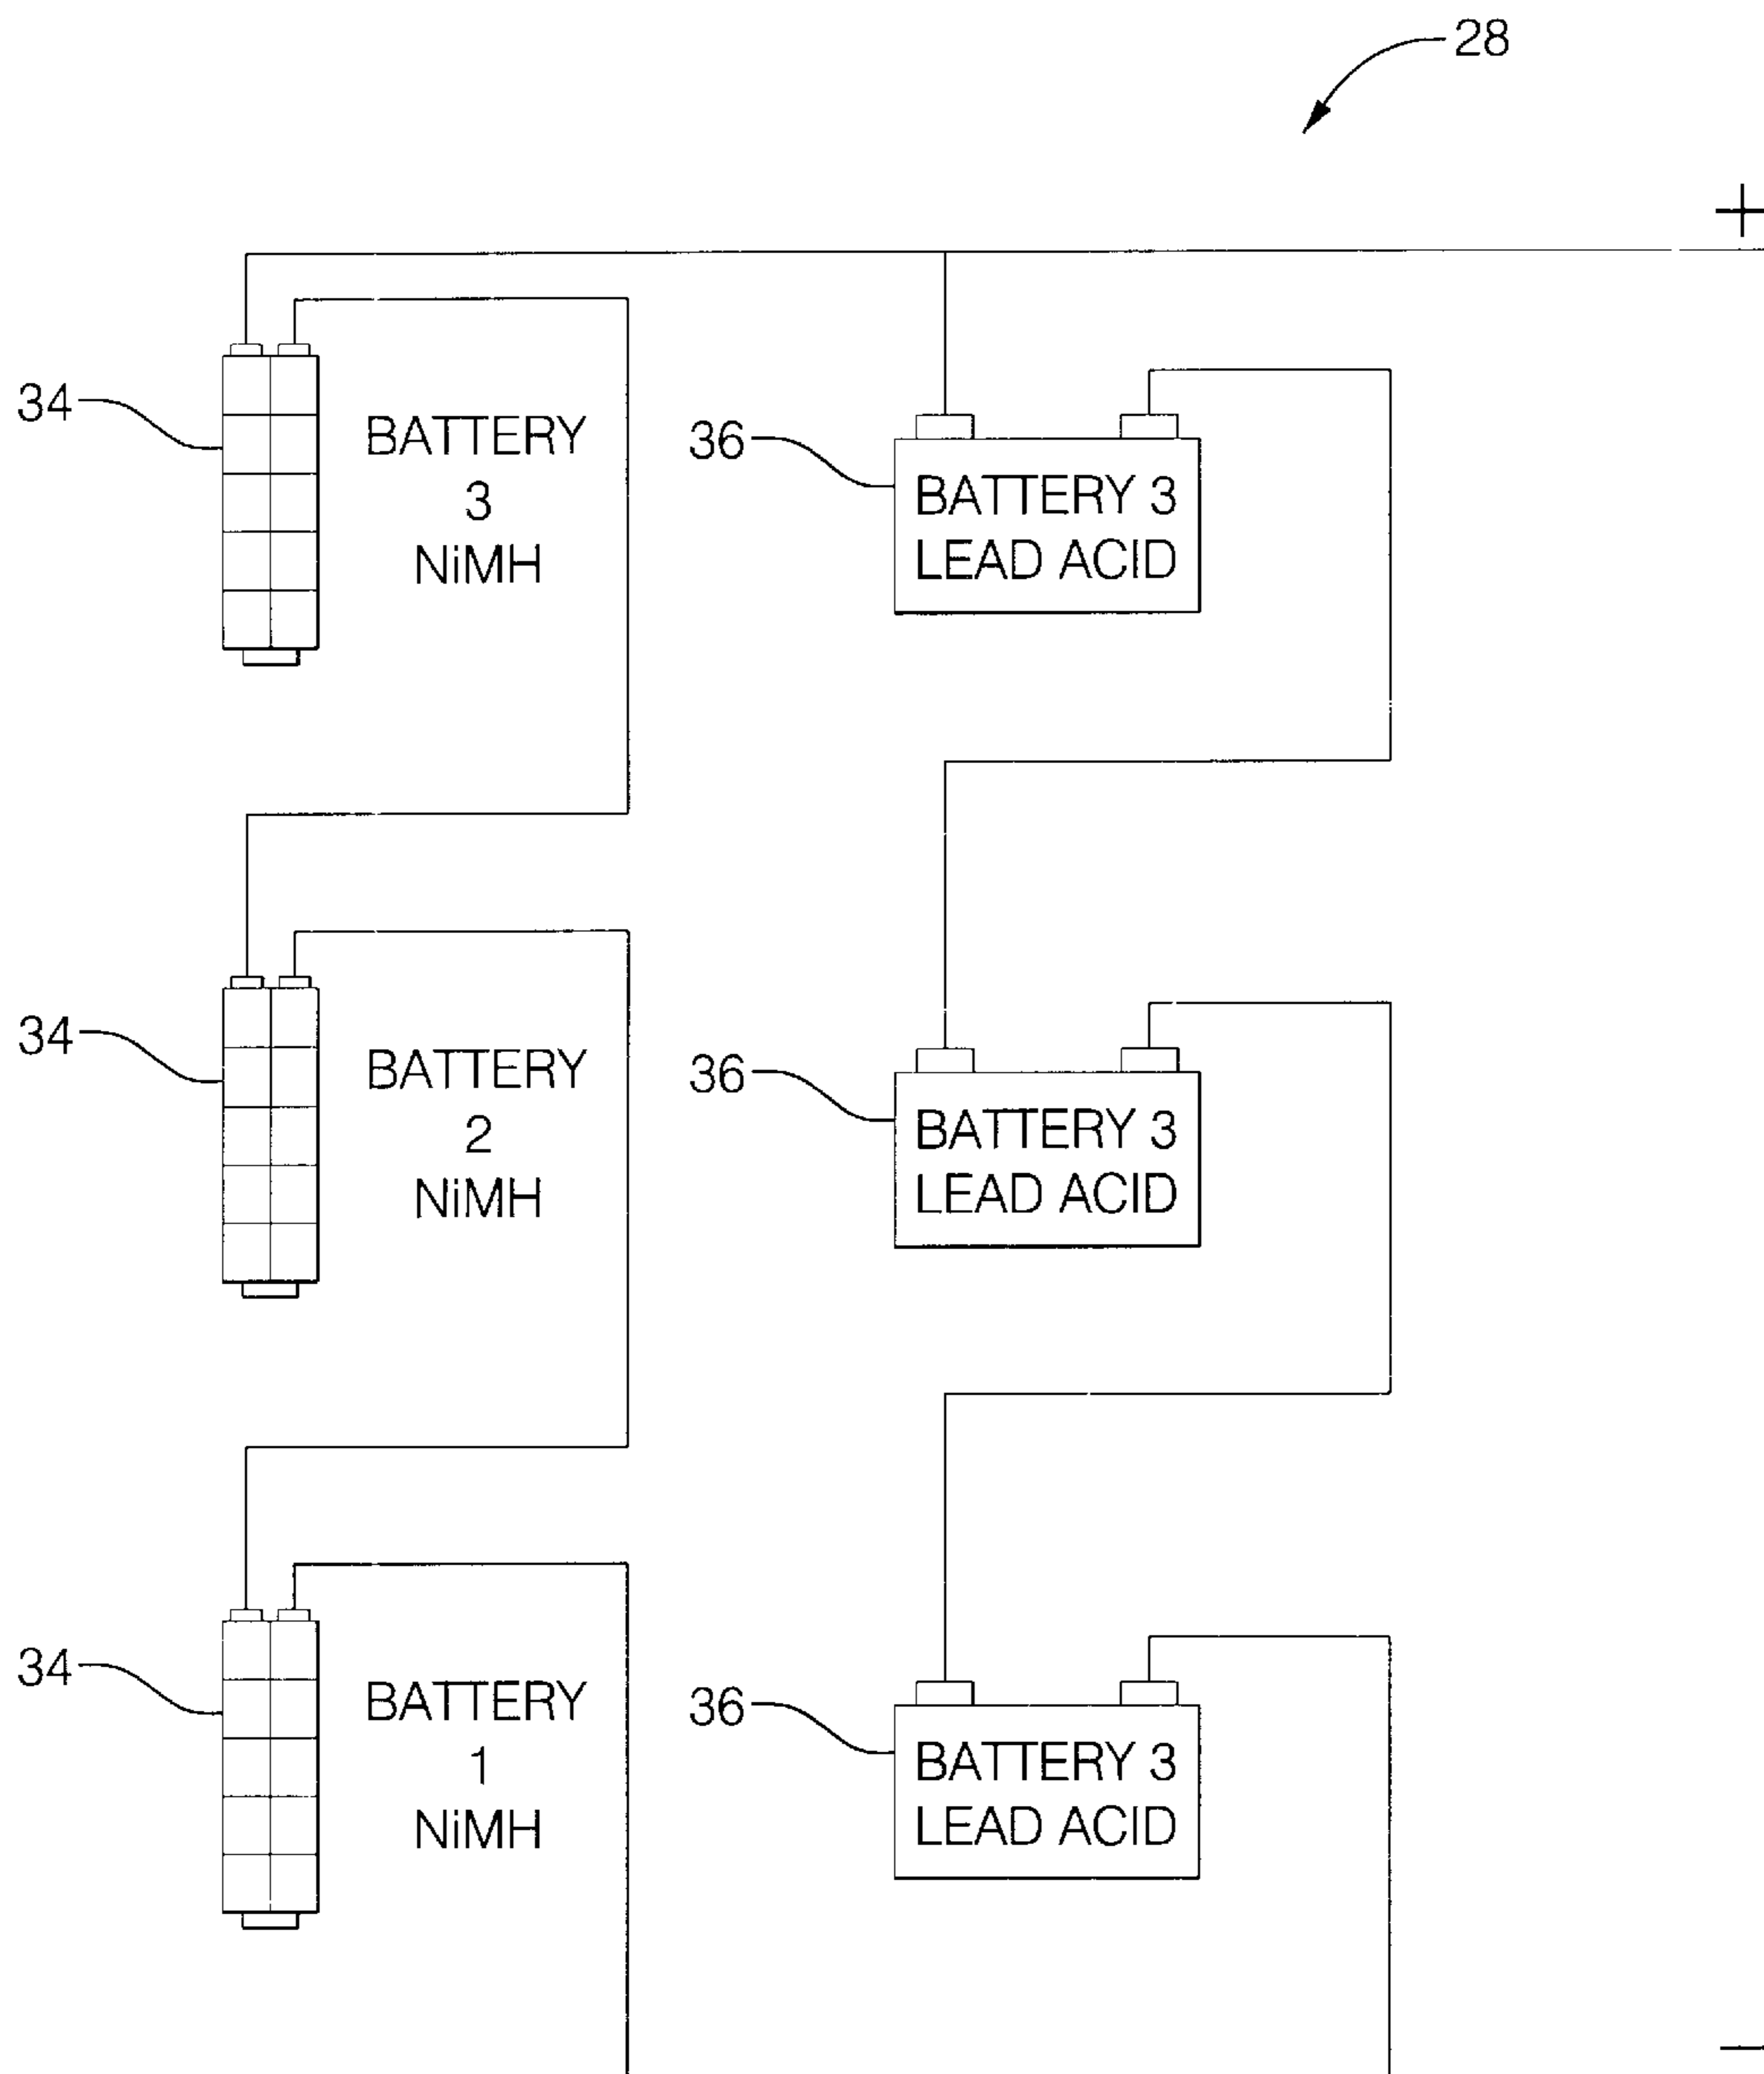 28
+
34
BATTERY
3
NiMH
36
BATTERY 3
LEAD ACID
34
BATTERY
2
NiMH
36
BATTERY 3
LEAD ACID
34
BATTERY
1
NiMH
36
BATTERY 3
LEAD ACID
—